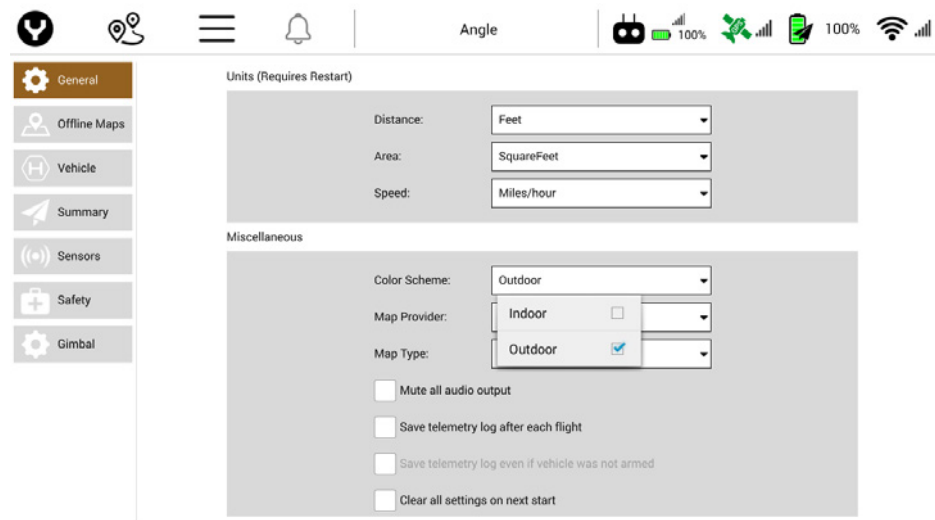 Angle
100%
100%
General
Offline Maps
Vehicle
Summary
Sensors
Safety
Gimbal
Units (Requires Restart)
Distance: Feet
Area: SquareFeet
Speed: Miles/hour
Miscellaneous
Color Scheme: Outdoor
Map Provider:
Indoor
Map Type:
Outdoor
Mute all audio output
Save telemetry log after each flight
Save telemetry log even if vehicle was not armed
Clear all settings on next start